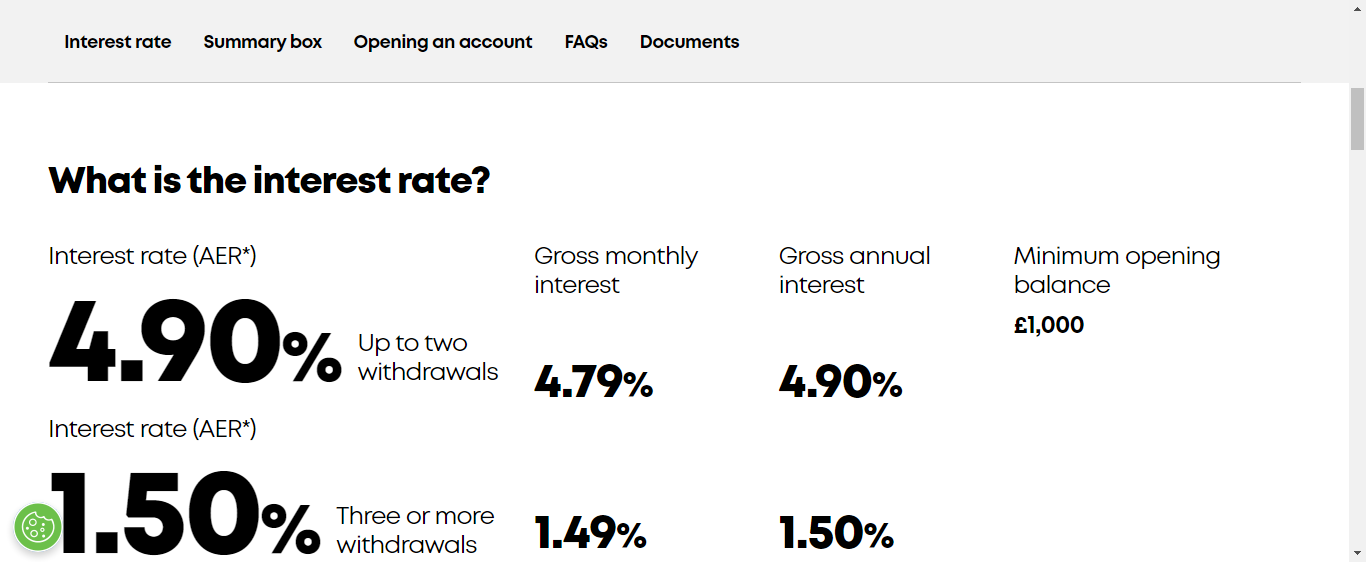 Interest rate Summary box Opening an account FAQs Documents
What is the interest rate?
Interest rate (AER*)
4.90% Up to two
withdrawals
Gross monthly
interest
4.79%
Gross annual
interest
4.90%
Minimum opening
balance
£1,000
Interest rate (AER*)
1.50% Three or more
withdrawals
1.49%
1.50%